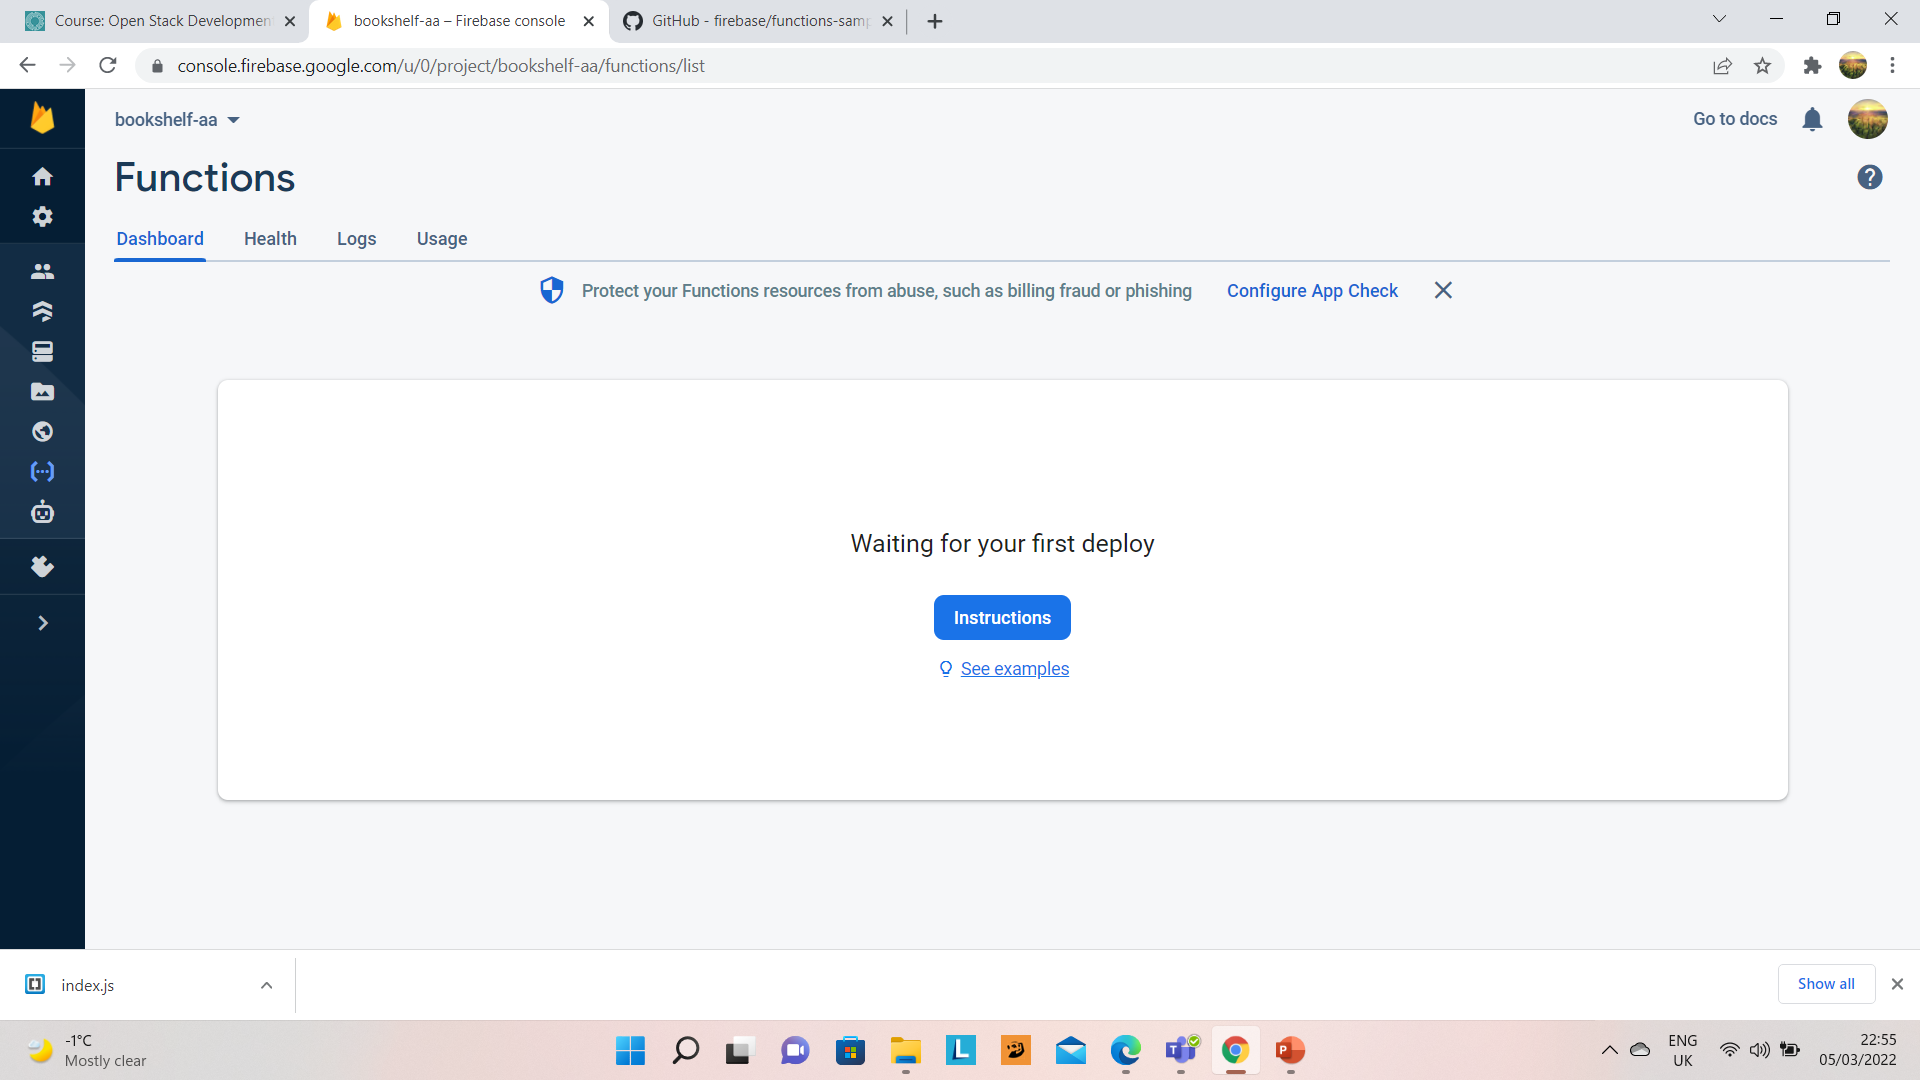 Course: Open Stack Development
bookshelf-aa – Firebase console
GitHub - firebase/functions-samp
console.firebase.google.com/u/0/project/bookshelf-aa/functions/list
bookshelf-aa
Go to docs
Functions
Dashboard
Health
Logs
Usage
Protect your Functions resources from abuse, such as billing fraud or phishing
Configure App Check
Waiting for your first deploy
Instructions
See examples
index.js
Show all
-1°C
Mostly clear
ENG
UK
22:55
05/03/2022